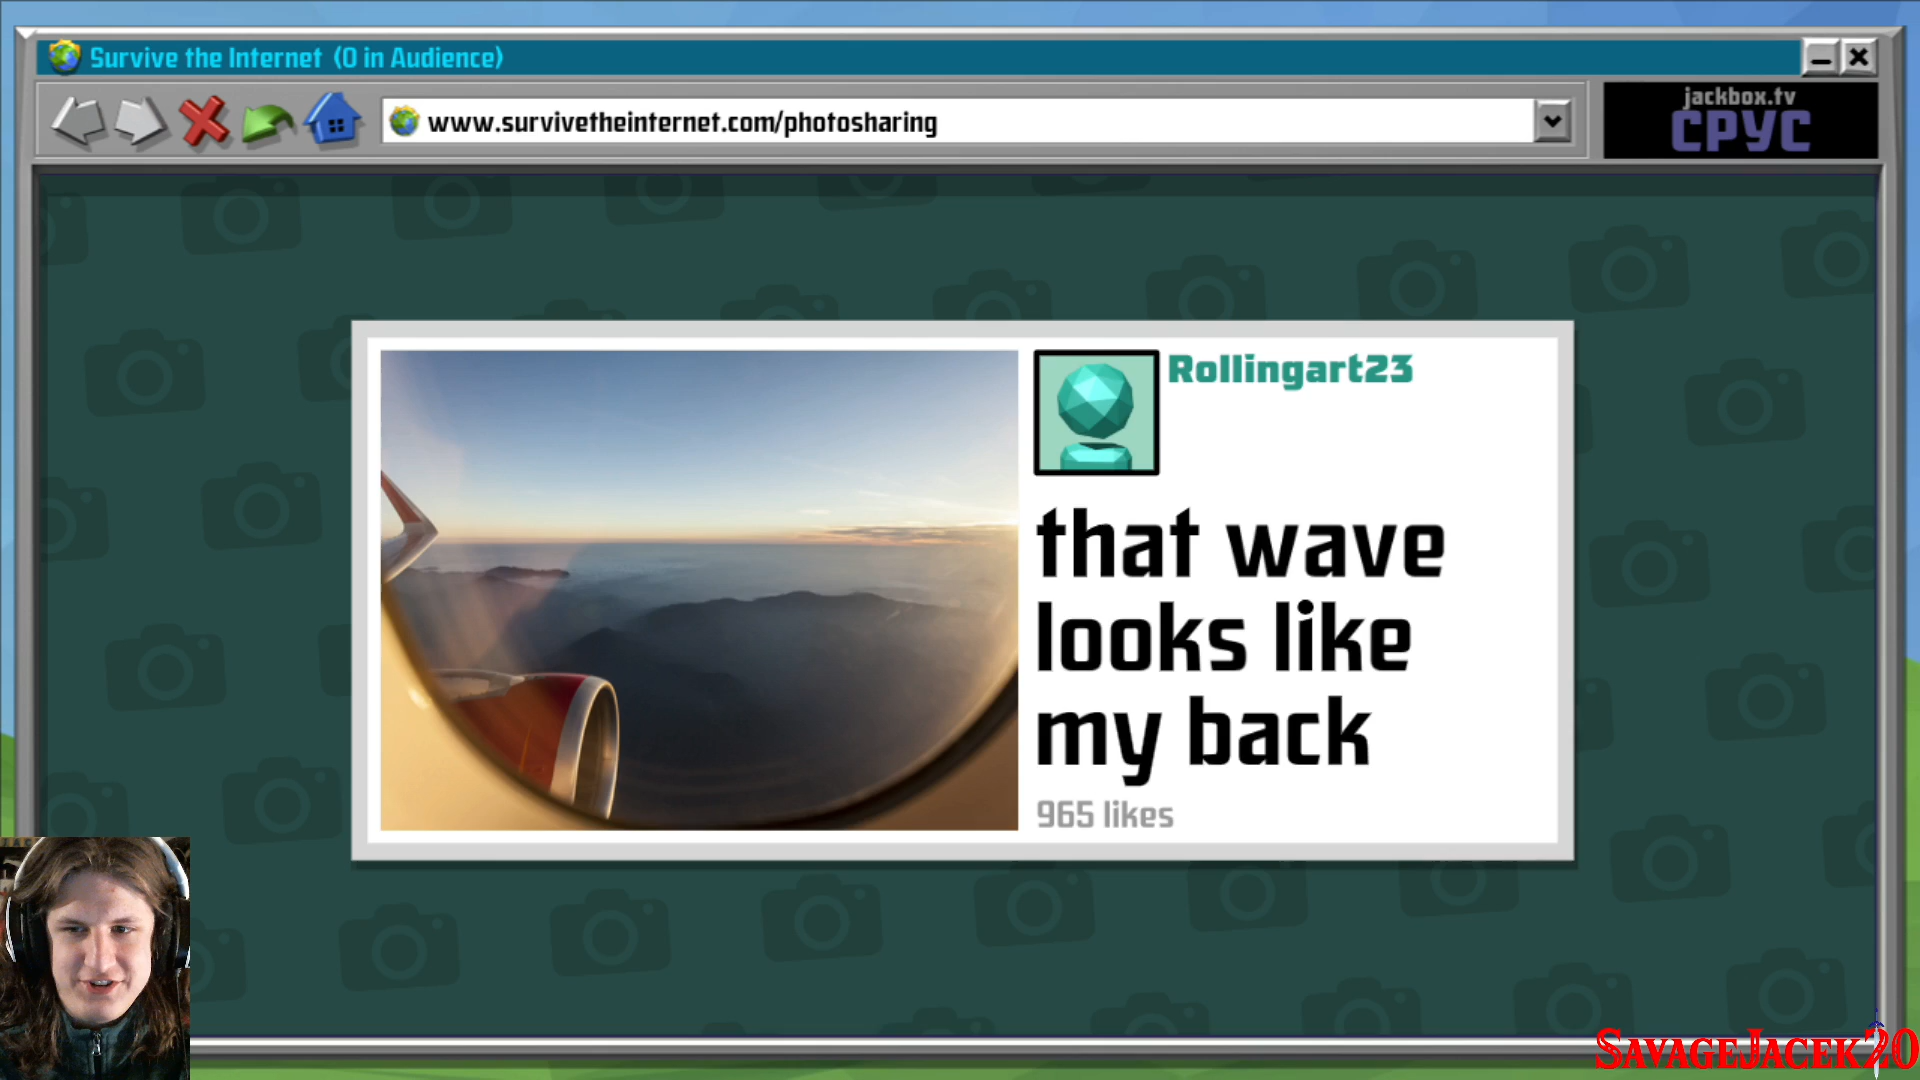 Survive the Internet (0 in Audience)
www.survivetheinternet.com/photosharing
jackbox.tv
CPYC
Rollingart23
that wave
looks like
my back
965 likes
SavageJacek20